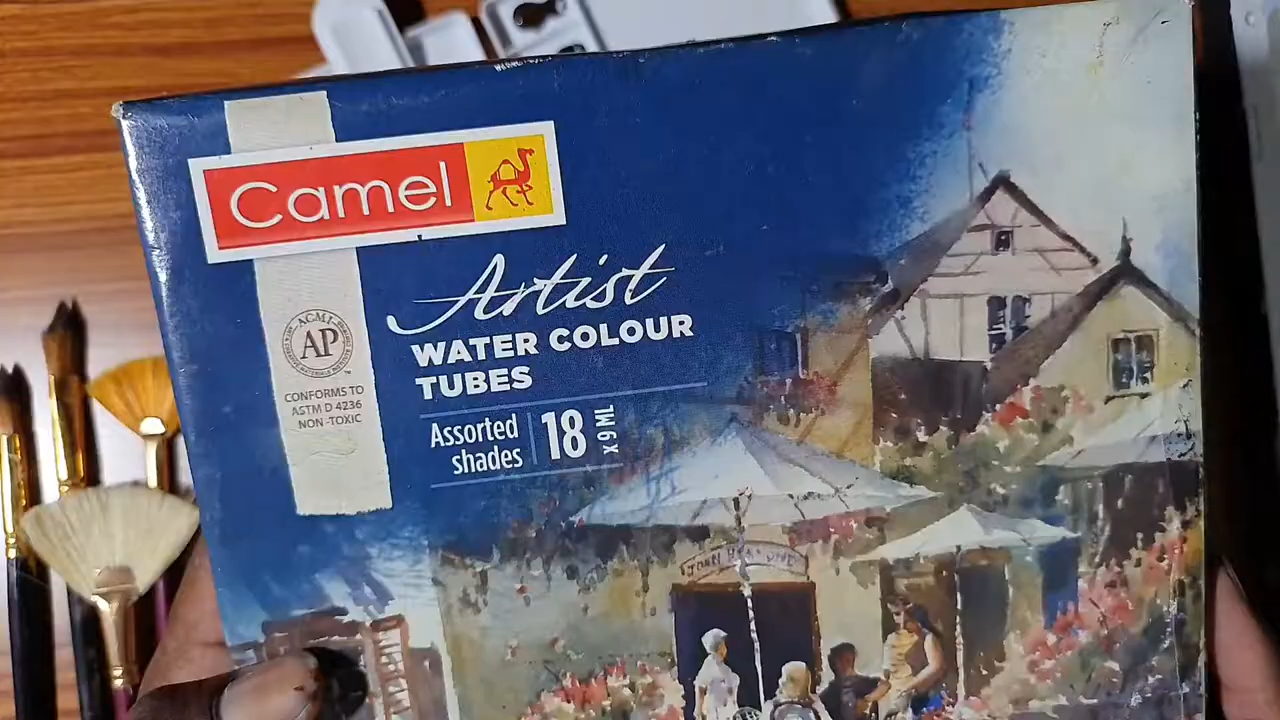 Camel
Artist
WATER COLOUR
TUBES
Assorted
shades
18
x 9 ML
ACMI
AP
CONFORMS TO
ASTM D 4236
NON-TOXIC